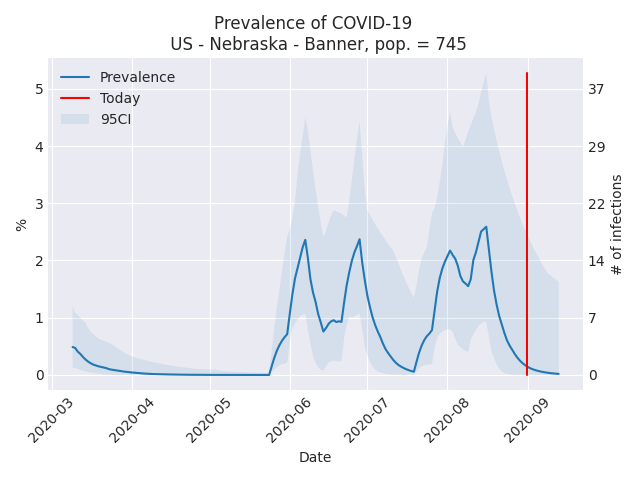 Prevalence of COVID-19
US - Nebraska - Banner, pop. = 745
Prevalence
Today
95CI
%
5
4
3
2
1
0
37
29
22
14
7
0
# of infections
2020-03
2020-04
2020-05
2020-06
2020-07
2020-08
2020-09
Date